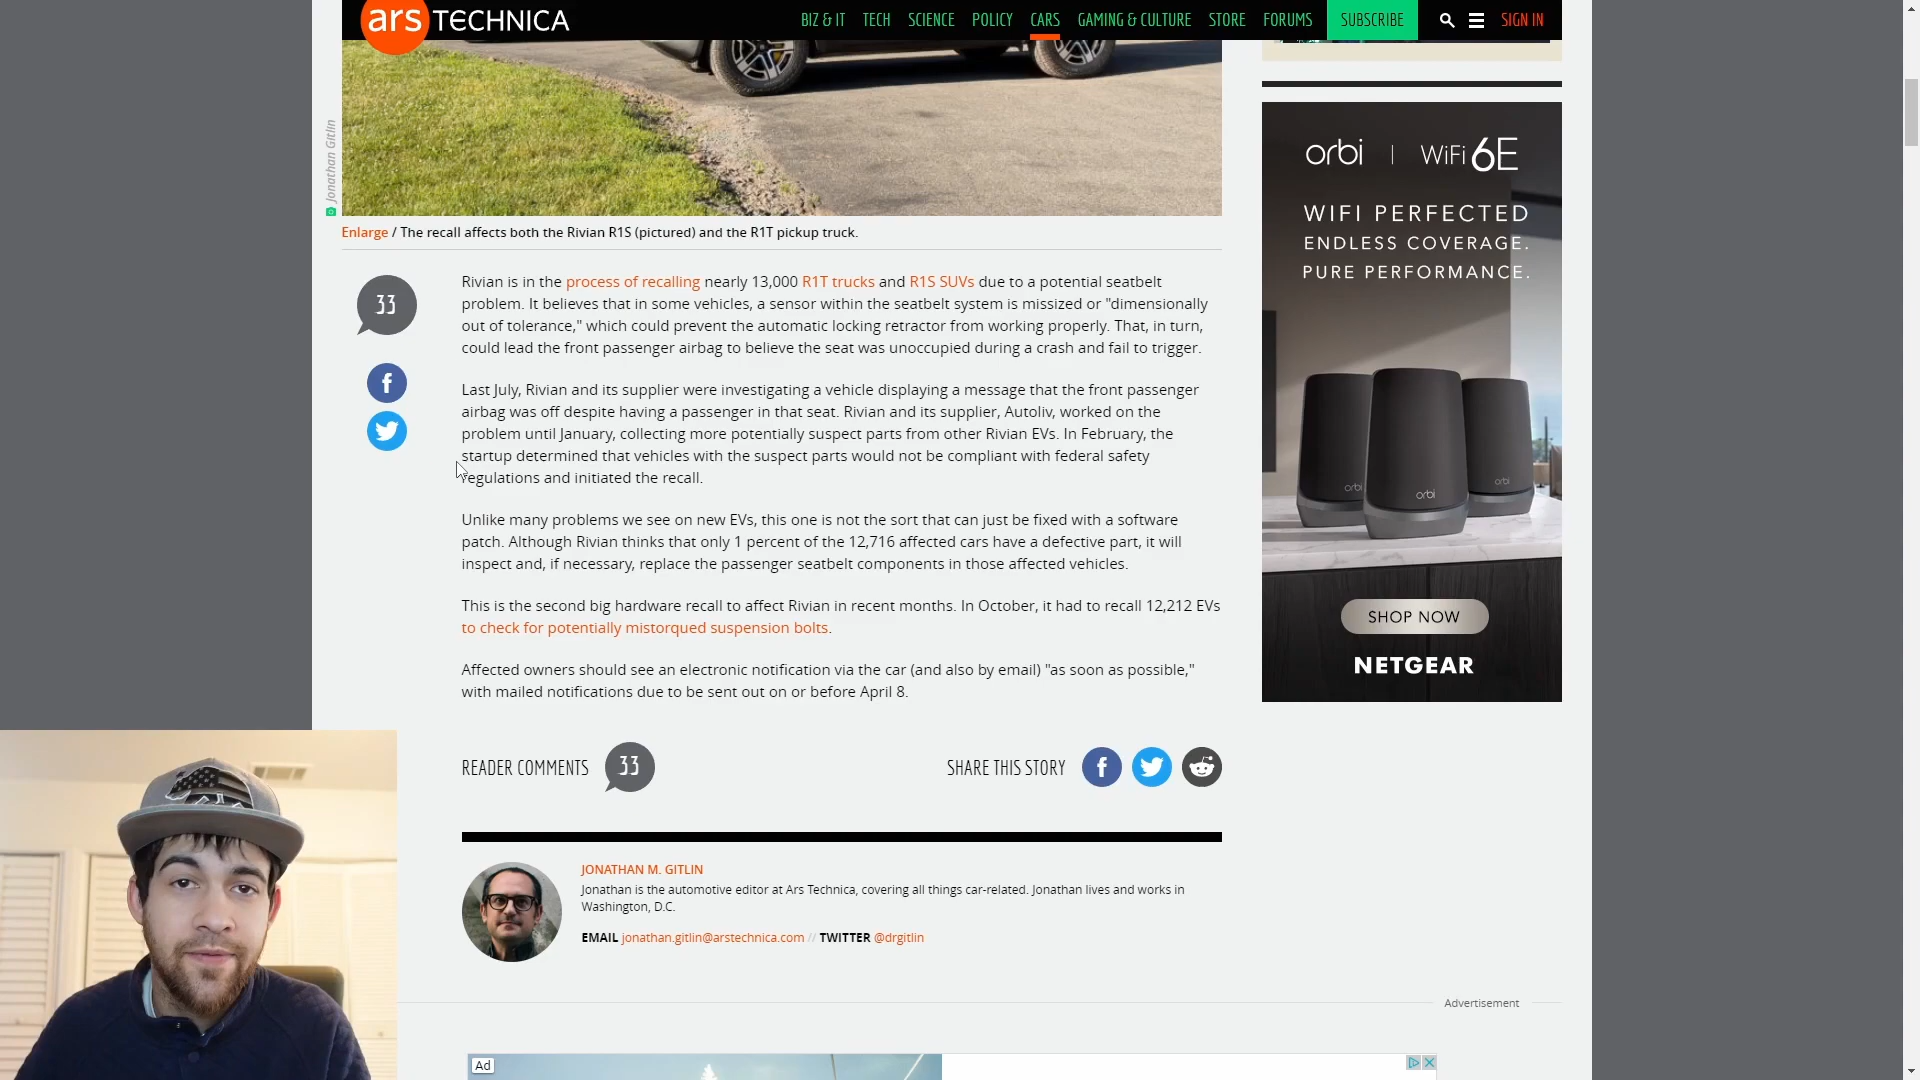 ars TECHNICA
BIZ & IT TECH SCIENCE POLICY CARS GAMING & CULTURE STORE FORUMS SUBSCRIBE SIGN IN
Jonathan Gitlin
Enlarge / The recall affects both the Rivian R1S (pictured) and the R1T pickup truck.
33
Rivian is in the process of recalling nearly 13,000 R1T trucks and R1S SUVs due to a potential seatbelt
problem. It believes that in some vehicles, a sensor within the seatbelt system is missized or "dimensionally
out of tolerance," which could prevent the automatic locking retractor from working properly. That, in turn,
could lead the front passenger airbag to believe the seat was unoccupied during a crash and fail to trigger.
Last July, Rivian and its supplier were investigating a vehicle displaying a message that the front passenger
airbag was off despite having a passenger in that seat. Rivian and its supplier, Autoliv, worked on the
problem until January, collecting more potentially suspect parts from other Rivian EVs. In February, the
startup determined that vehicles with the suspect parts would not be compliant with federal safety
regulations and initiated the recall.
Unlike many problems we see on new EVs, this one is not the sort that can just be fixed with a software
patch. Although Rivian thinks that only 1 percent of the 12,716 affected cars have a defective part, it will
inspect and, if necessary, replace the passenger seatbelt components in those affected vehicles.
This is the second big hardware recall to affect Rivian in recent months. In October, it had to recall 12,212 EVs
to check for potentially mistorqued suspension bolts.
Affected owners should see an electronic notification via the car (and also by email) "as soon as possible,"
with mailed notifications due to be sent out on or before April 8.
READER COMMENTS 33
SHARE THIS STORY
JONATHAN M. GITLIN
Jonathan is the automotive editor at Ars Technica, covering all things car-related. Jonathan lives and works in
Washington, D.C.
EMAIL jonathan.gitlin@arstechnica.com // TWITTER @drgitlin
orbi | WiFi 6E
WIFI PERFECTED
ENDLESS COVERAGE.
PURE PERFORMANCE.
orbi
orbi
orbi
SHOP NOW
NETGEAR
Advertisement
Ad